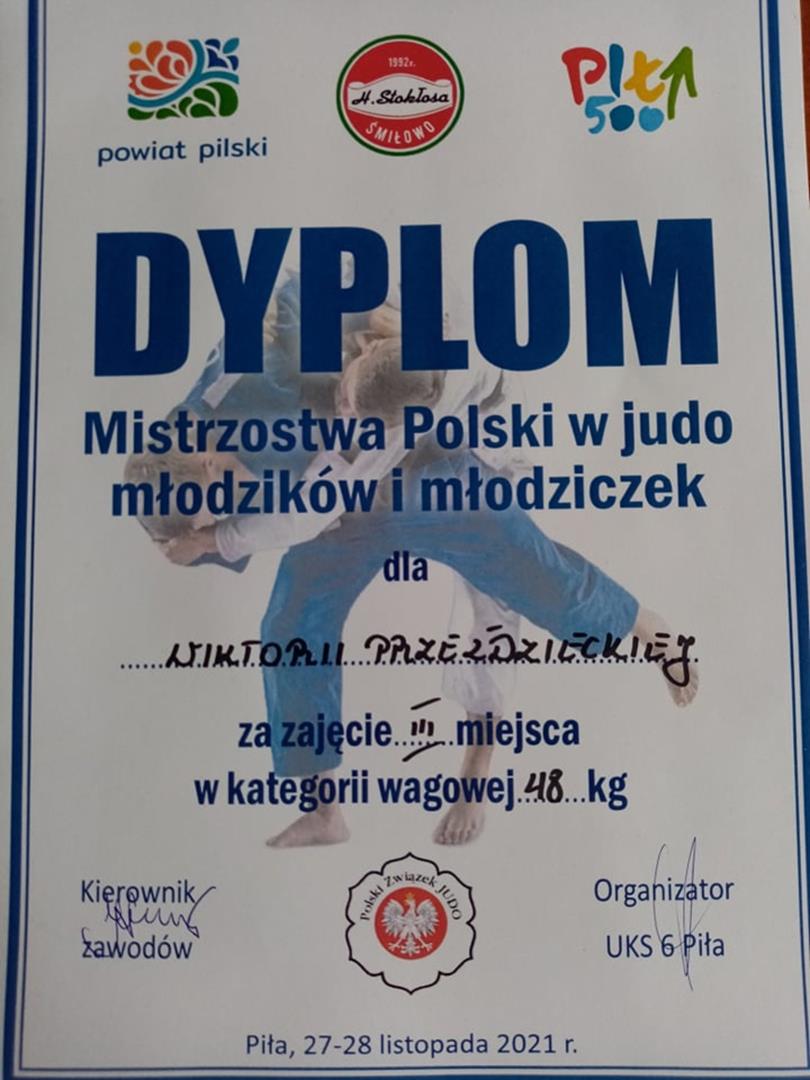 powiat pilski
1992r.
H. Stokłosa
ŚMIŁOWO
PIŁA
500
DYPLOM
Mistrzostwa Polski w judo
młodzików i młodziczek
dla
......WIKTORII....PRZEŹDZIECKIEJ.
za zajęcie...III...miejsca
w kategorii wagowej...48...kg
Kierownik
zawodów
Polski Związek JUDO
Organizator
UKS 6 Piła
Piła, 27-28 listopada 2021 r.